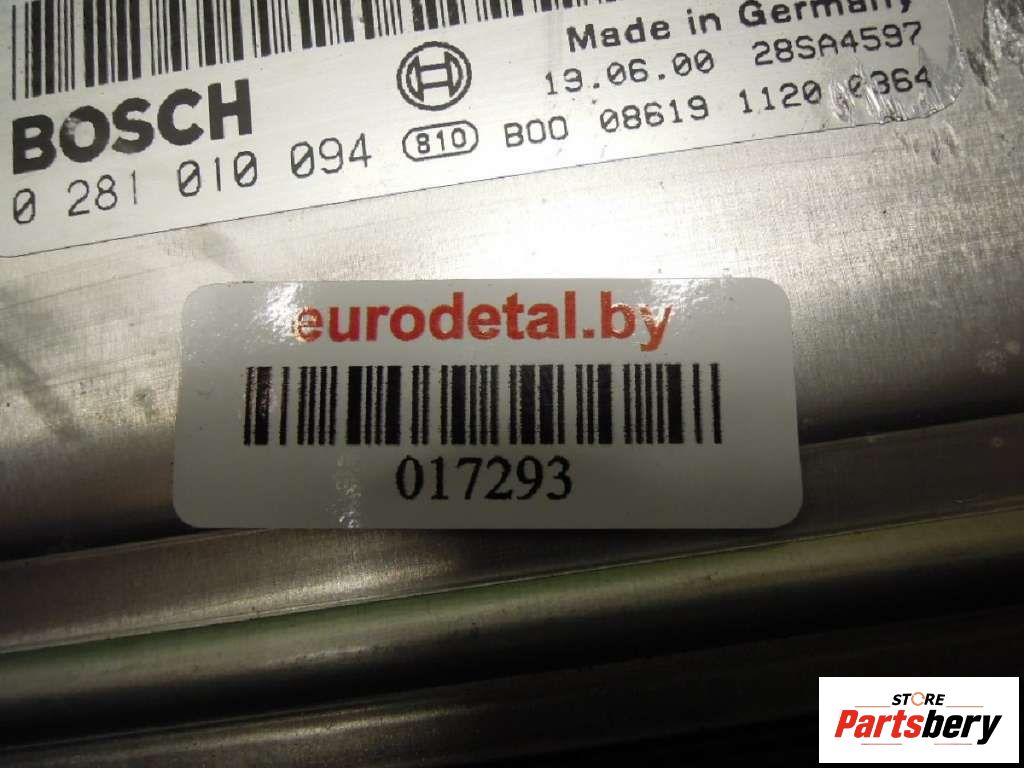 Made in Germany
BOSCH
19.06.00 28SA4597
0 281 010 094 810 B00 08619 1120 0364
eurodetal.by
017293
STORE
Partsbery